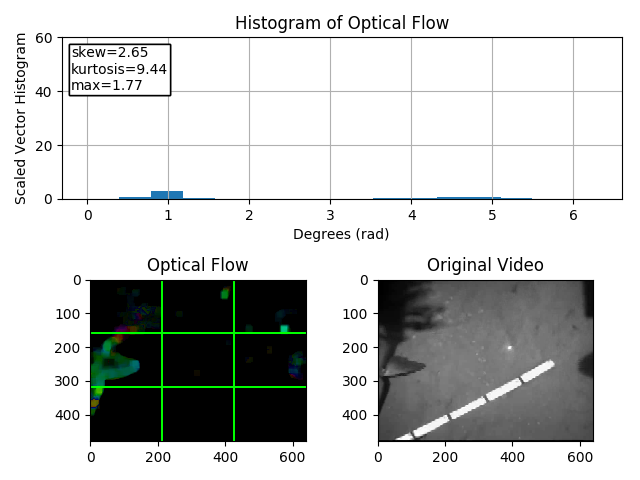 Histogram of Optical Flow
Scaled Vector Histogram
60
40
20
0
skew=2.65
kurtosis=9.44
max=1.77
0 1 2 3 4 5 6
Degrees (rad)
Optical Flow
0
100
200
300
400
0 200 400 600
Original Video
0
100
200
300
400
0 200 400 600